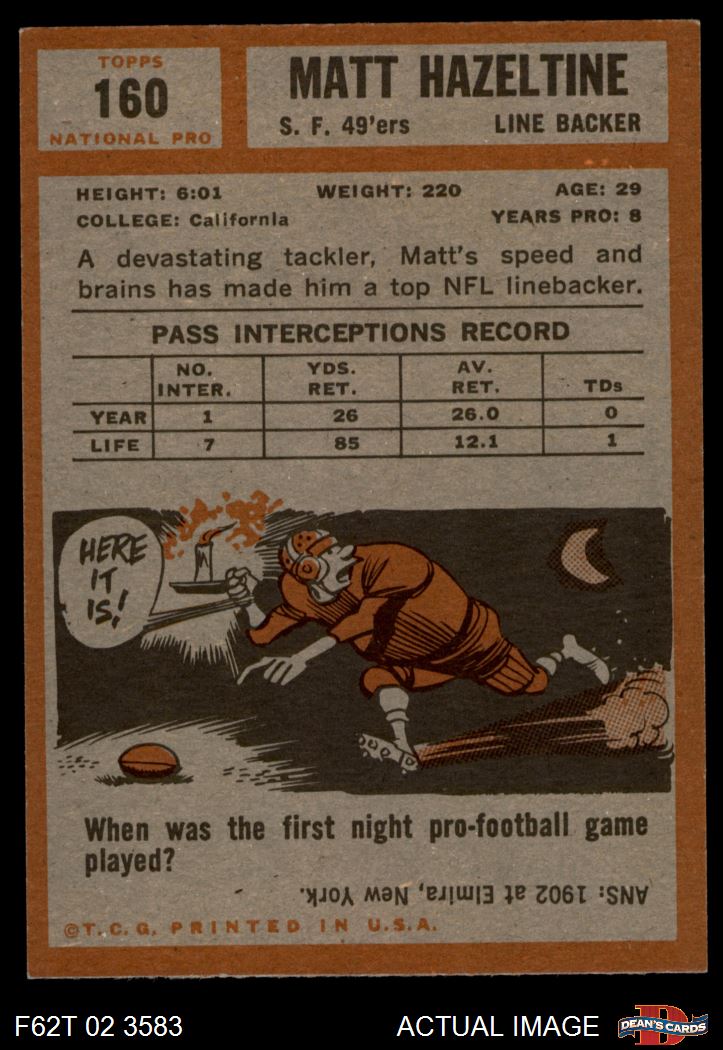 TOPPS
160
NATIONAL PRO
MATT HAZELTINE
S. F. 49'ers LINE BACKER
HEIGHT: 6:01 WEIGHT: 220 AGE: 29
COLLEGE: California YEARS PRO: 8
A devastating tackler, Matt's speed and
brains has made him a top NFL linebacker.
PASS INTERCEPTIONS RECORD
NO. INTER. YDS. RET. AV. RET. TDs
YEAR 1 26 26.0 0
LIFE 7 85 12.1 1
HERE
IT
IS!
When was the first night pro-football game
played?
ANS: 1902 at Elmira, New York.
©T.C.G. PRINTED IN U.S.A.
F62T 02 3583 ACTUAL IMAGE DEAN'S CARDS